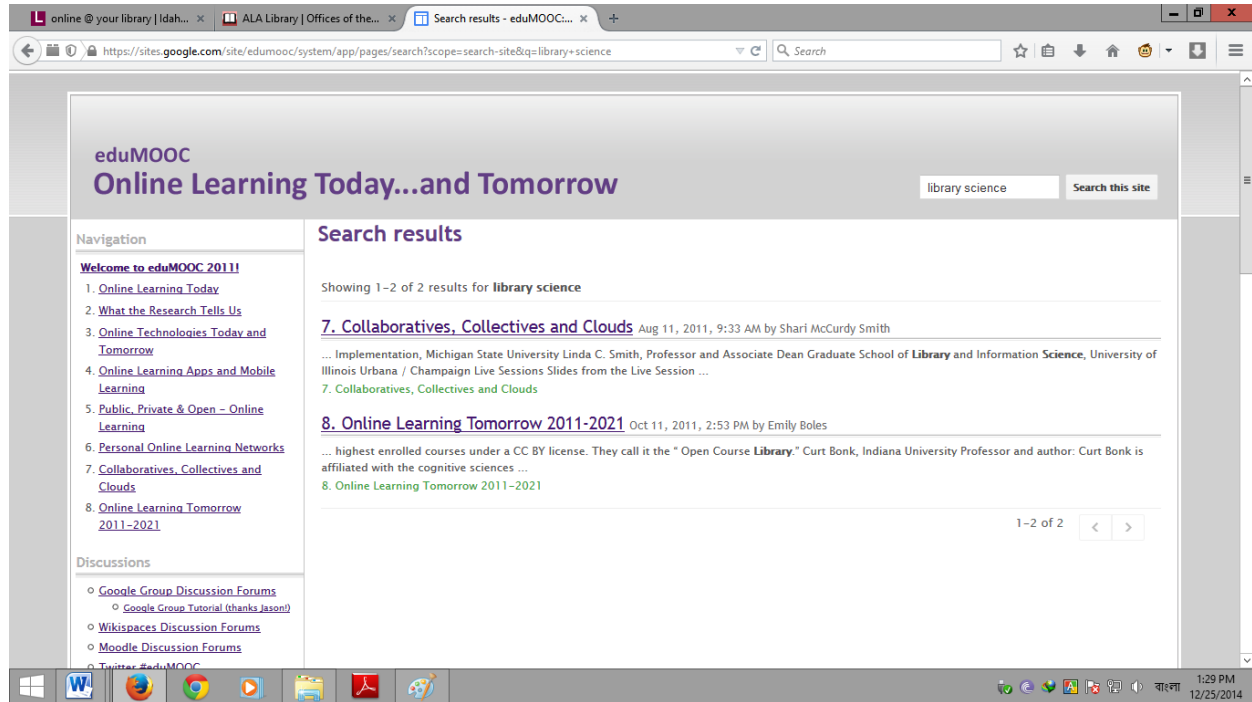 online @ your library | Idah...
ALA Library | Offices of the...
Search results - eduMOOC:...
https://sites.google.com/site/edumooc/system/app/pages/search?scope=search-site&q=library+science
Search
eduMOOC
Online Learning Today...and Tomorrow
library science
Search this site
Navigation
Welcome to eduMOOC 2011!
1. Online Learning Today
2. What the Research Tells Us
3. Online Technologies Today and
Tomorrow
4. Online Learning Apps and Mobile
Learning
5. Public, Private & Open – Online
Learning
6. Personal Online Learning Networks
7. Collaboratives, Collectives and
Clouds
8. Online Learning Tomorrow
2011-2021
Discussions
Google Group Discussion Forums
Google Group Tutorial (thanks Jason!)
Wikispaces Discussion Forums
Moodle Discussion Forums
Twitter #eduMOOC
Search results
Showing 1-2 of 2 results for library science
7. Collaboratives, Collectives and Clouds Aug 11, 2011, 9:33 AM by Shari McCurdy Smith
... Implementation, Michigan State University Linda C. Smith, Professor and Associate Dean Graduate School of Library and Information Science, University of
Illinois Urbana / Champaign Live Sessions Slides from the Live Session ...
7. Collaboratives, Collectives and Clouds
8. Online Learning Tomorrow 2011-2021 Oct 11, 2011, 2:53 PM by Emily Boles
... highest enrolled courses under a CC BY license. They call it the “ Open Course Library.” Curt Bonk, Indiana University Professor and author: Curt Bonk is
affiliated with the cognitive sciences ...
8. Online Learning Tomorrow 2011-2021
1-2 of 2
বাংলা
1:29 PM
12/25/2014